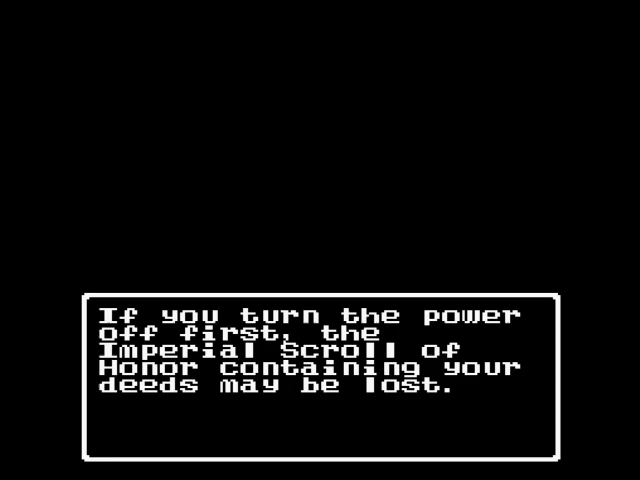 If you turn the power
off first, the
Imperial Scroll of
Honor containing your
deeds may be lost.